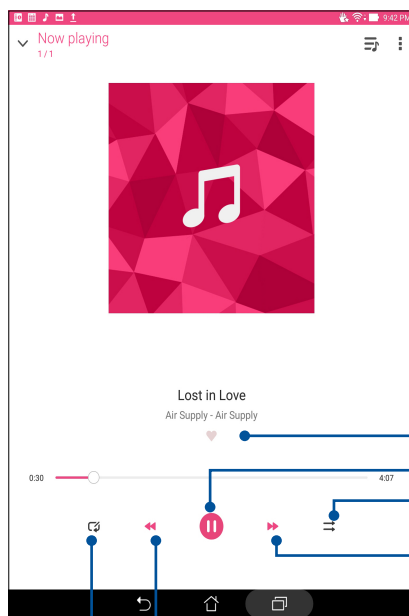 9:42 PM
Now playing
1 / 1
Lost in Love
Air Supply - Air Supply
0:30
4:07